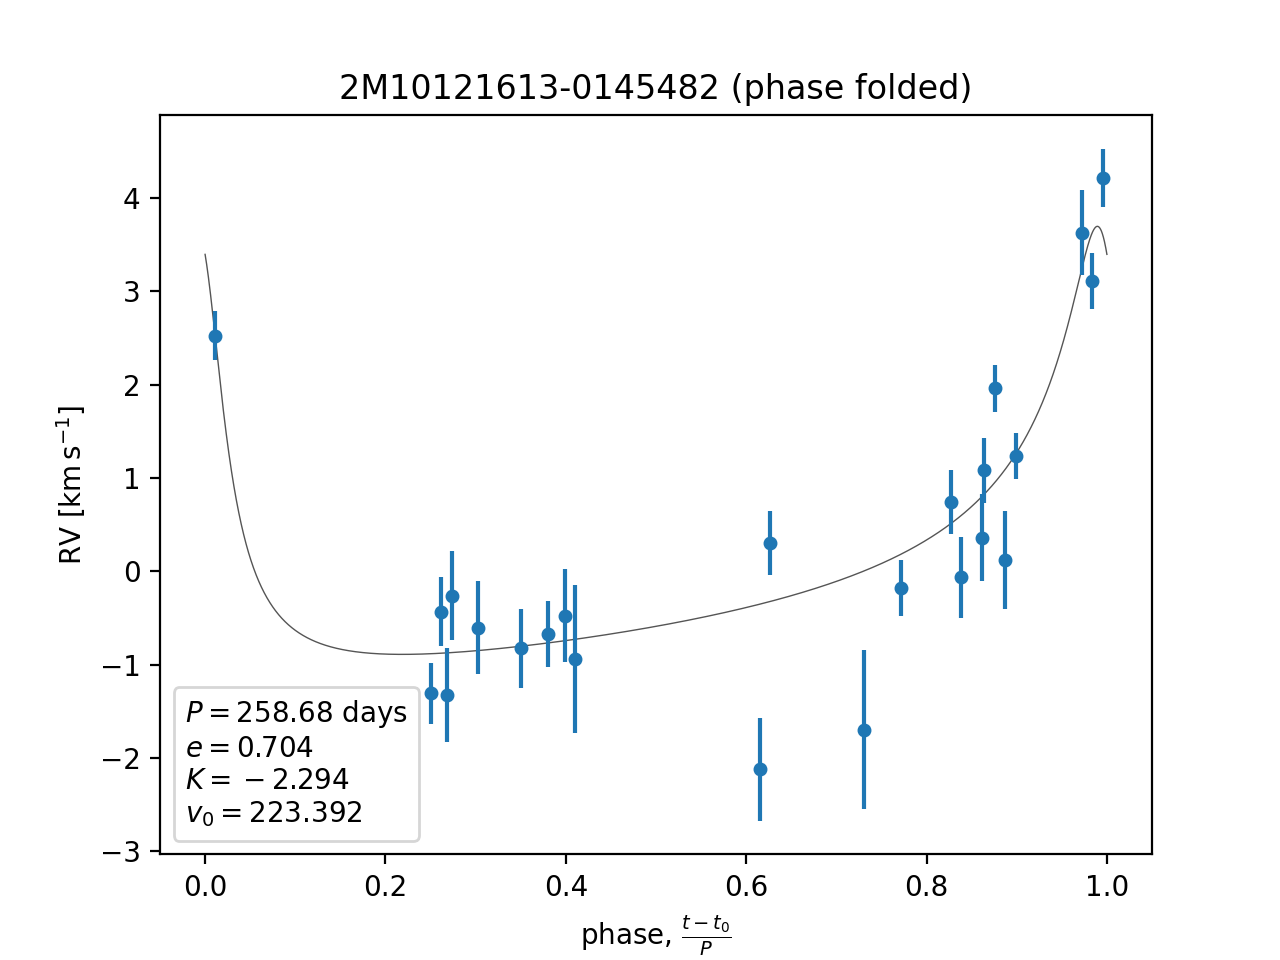 2M10121613-0145482 (phase folded)
RV [km s⁻¹]
4
3
2
1
0
−1
−2
−3
P = 258.68 days
e = 0.704
K = −2.294
v₀ = 223.392
0.0 0.2 0.4 0.6 0.8 1.0
phase, (t − t₀)/P